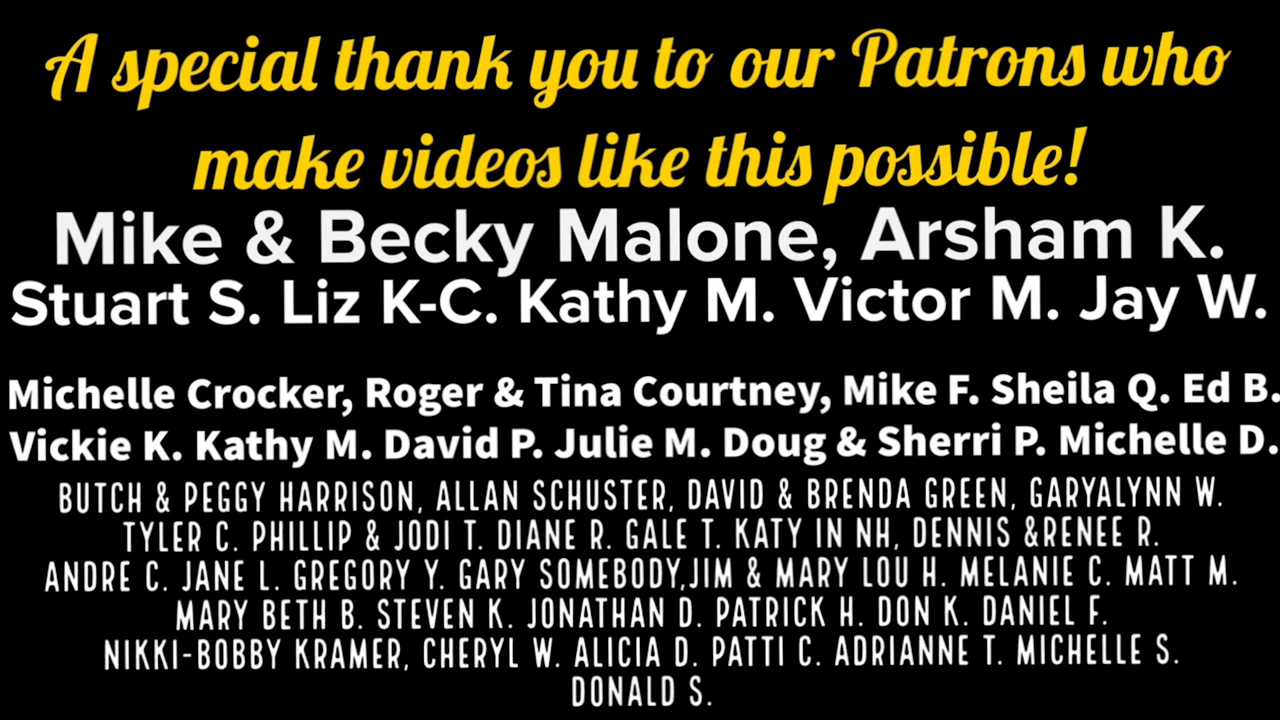 A special thank you to our Patrons who
make videos like this possible!
Mike & Becky Malone, Arsham K.
Stuart S. Liz K-C. Kathy M. Victor M. Jay W.
Michelle Crocker, Roger & Tina Courtney, Mike F. Sheila Q. Ed B.
Vickie K. Kathy M. David P. Julie M. Doug & Sherri P. Michelle D.
BUTCH & PEGGY HARRISON, ALLAN SCHUSTER, DAVID & BRENDA GREEN, GARYALYNN W.
TYLER C. PHILLIP & JODI T. DIANE R. GALE T. KATY IN NH, DENNIS &RENEE R.
ANDRE C. JANE L. GREGORY Y. GARY SOMEBODY,JIM & MARY LOU H. MELANIE C. MATT M.
MARY BETH B. STEVEN K. JONATHAN D. PATRICK H. DON K. DANIEL F.
NIKKI-BOBBY KRAMER, CHERYL W. ALICIA D. PATTI C. ADRIANNE T. MICHELLE S.
DONALD S.